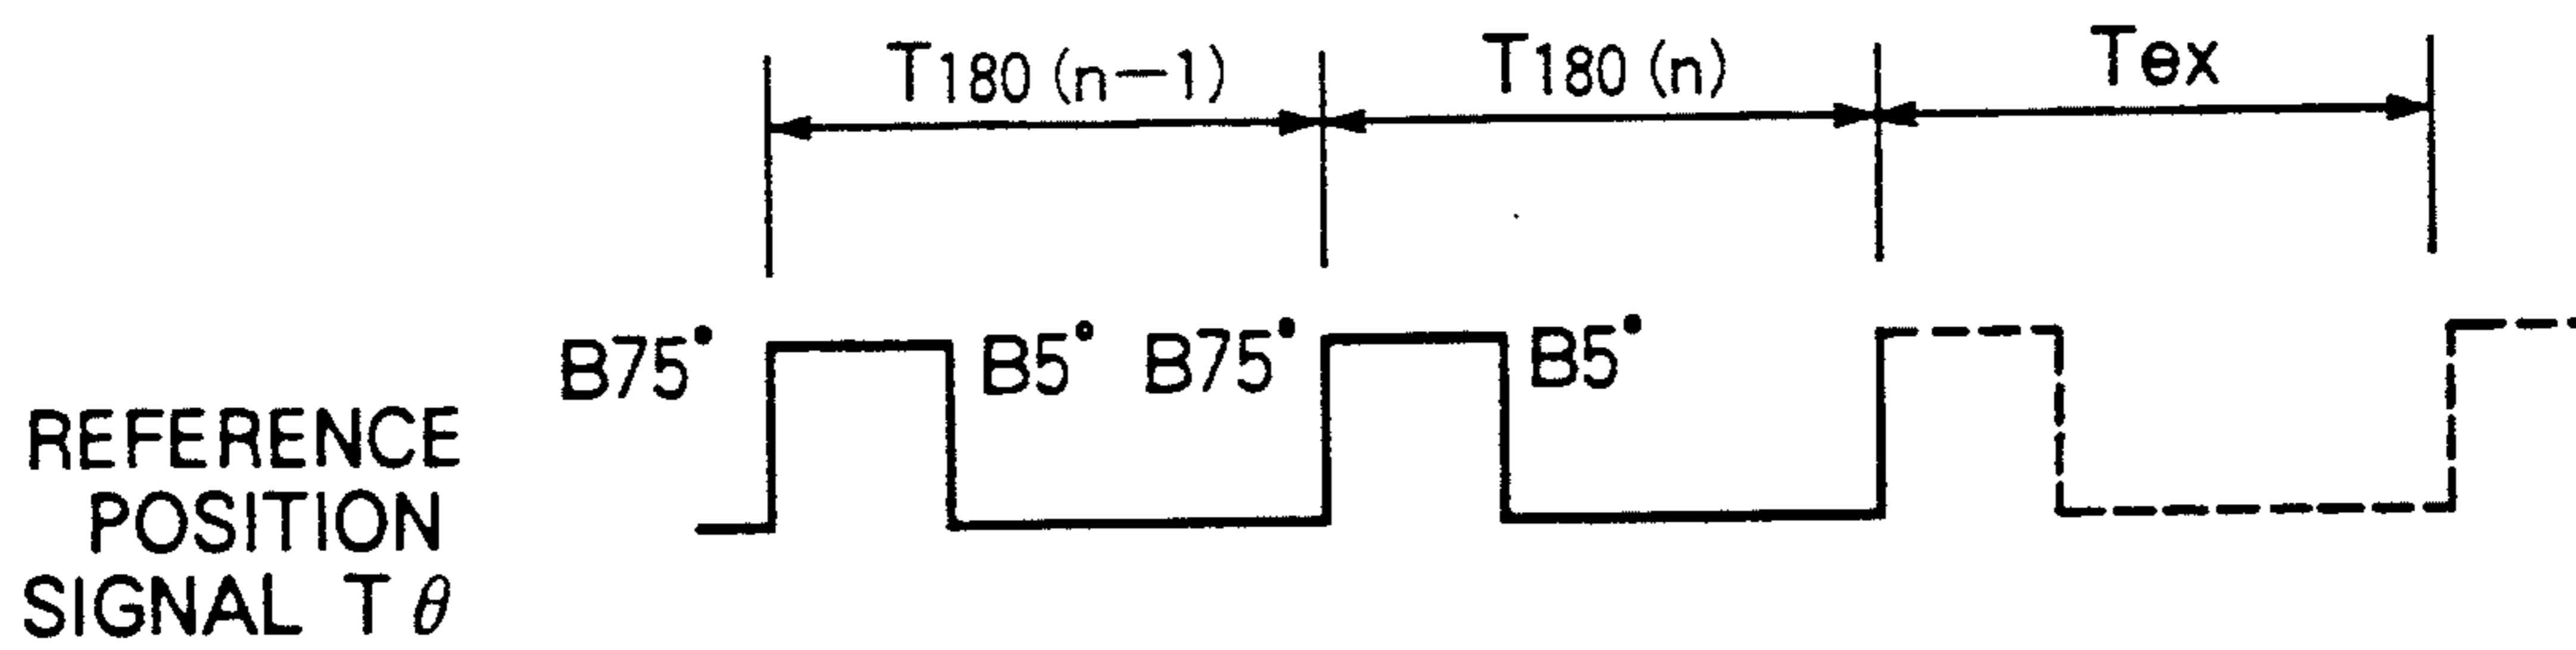 T180 (n−1) T180 (n) Tex
B75° B5° B75° B5°
REFERENCE
POSITION
SIGNAL Tθ